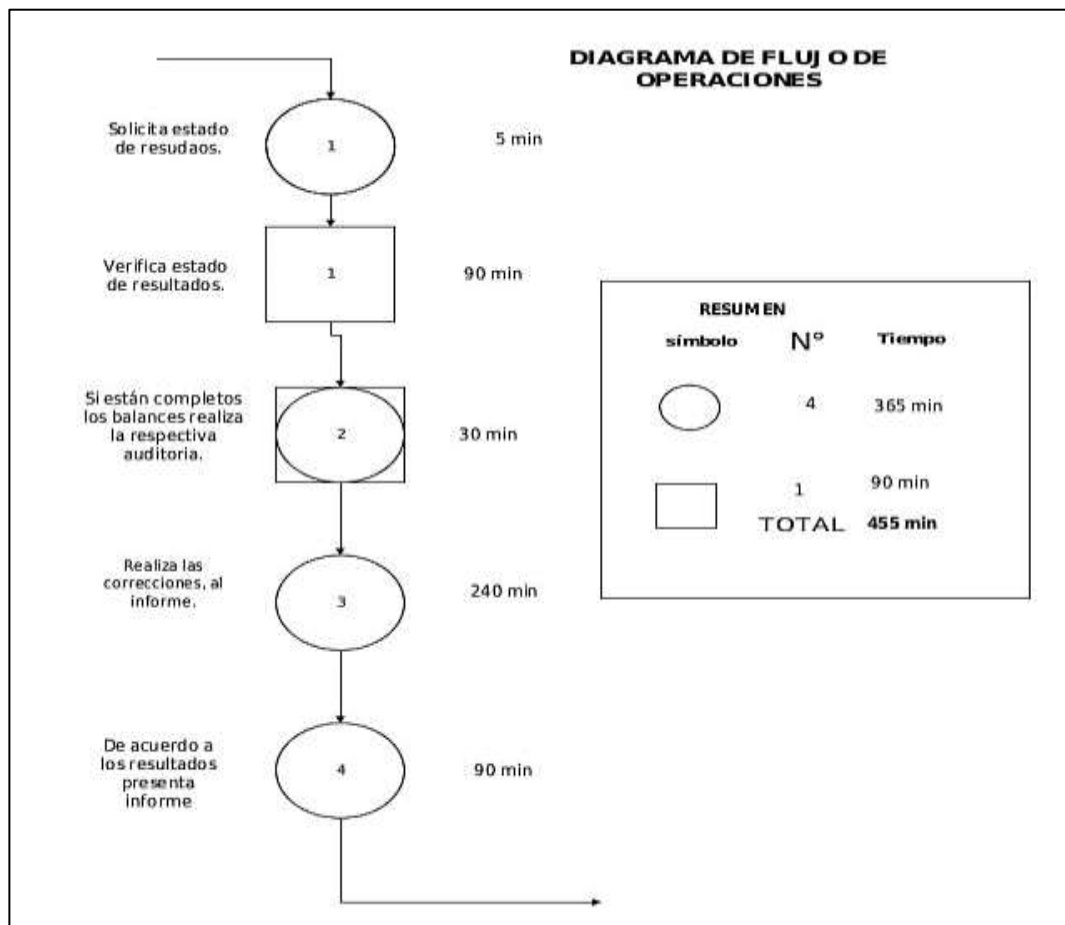 DIAGRAMA DE FLUJO DE
OPERACIONES
Solicita estado
de resudaos.
1
5 min
Verifica estado
de resultados.
1
90 min
Si están completos
los balances realiza
la respectiva
auditoria.
2
30 min
Realiza las
correcciones, al
informe.
3
240 min
De acuerdo a
los resultados
presenta
informe
4
90 min
RESUMEN
símbolo Nº Tiempo
4 365 min
1 90 min
TOTAL 455 min